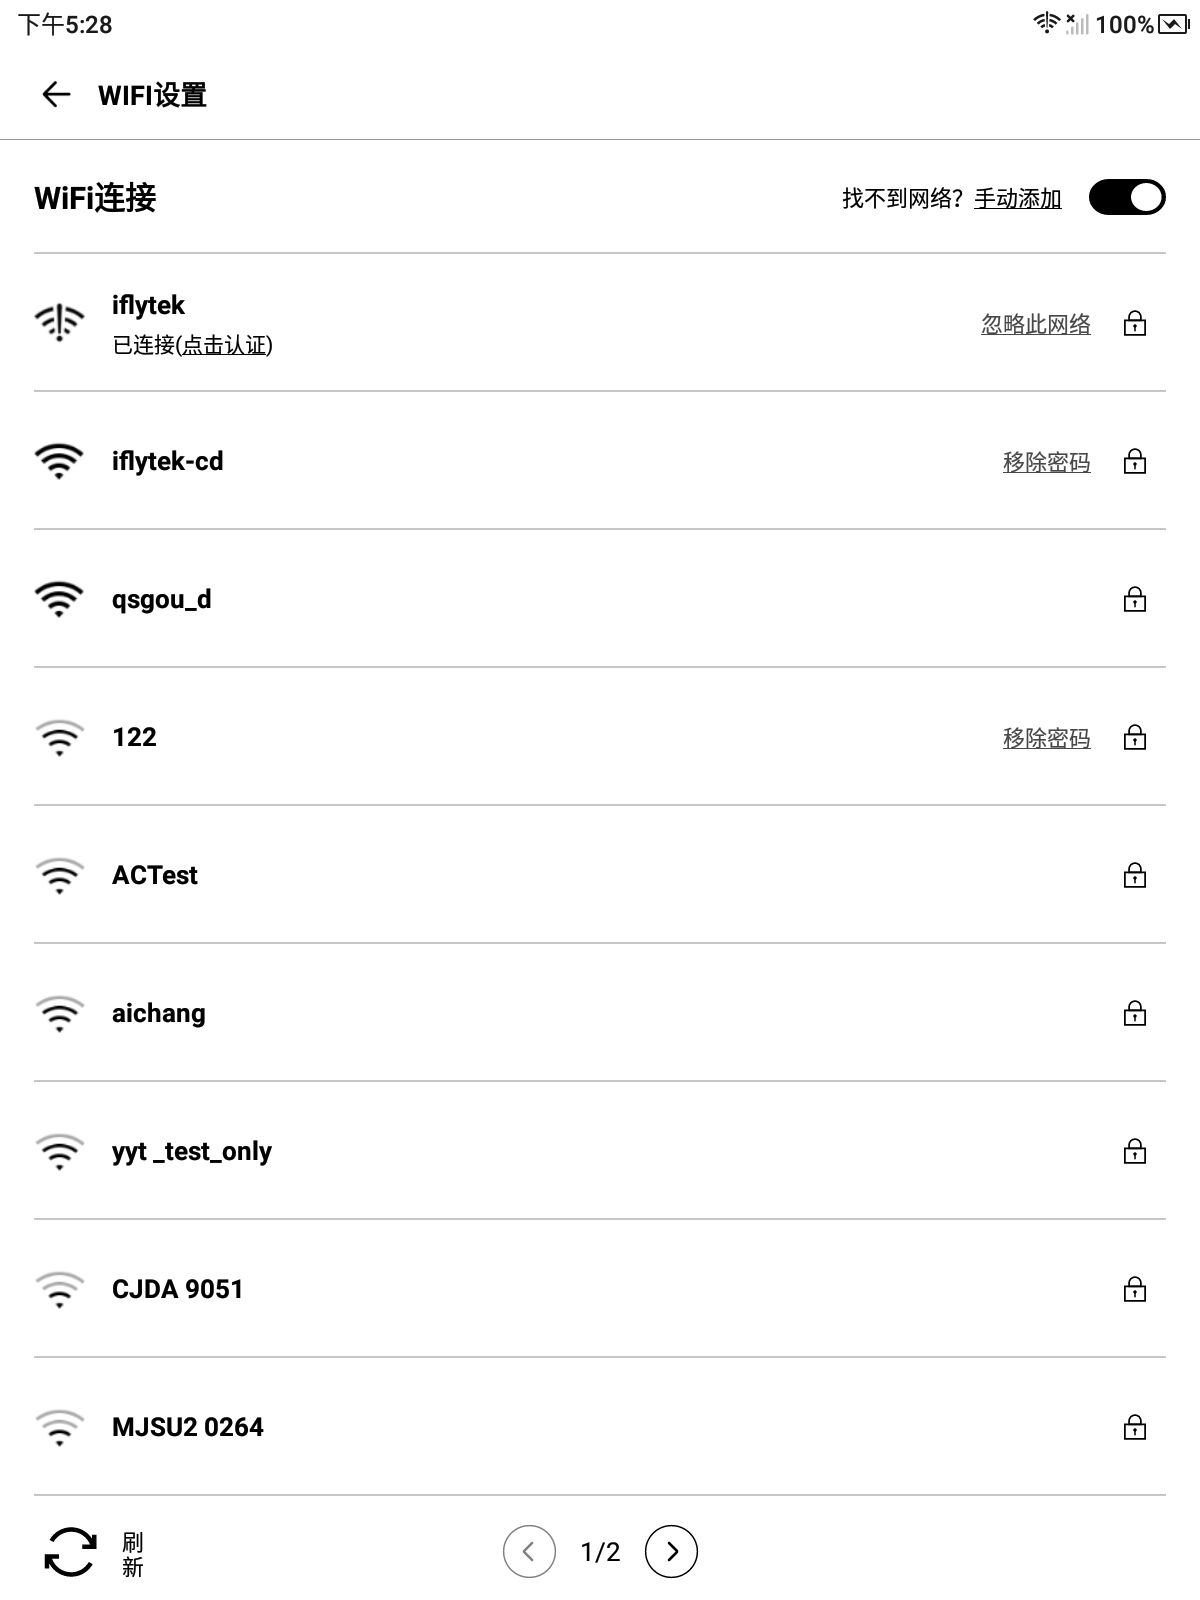 下午5:28
100%
WIFI设置
WiFi连接
找不到网络？手动添加
iflytek
已连接(点击认证)
忽略此网络
iflytek-cd
移除密码
qsgou_d
122
移除密码
ACTest
aichang
yyt _test_only
CJDA 9051
MJSU2 0264
刷
新
1/2